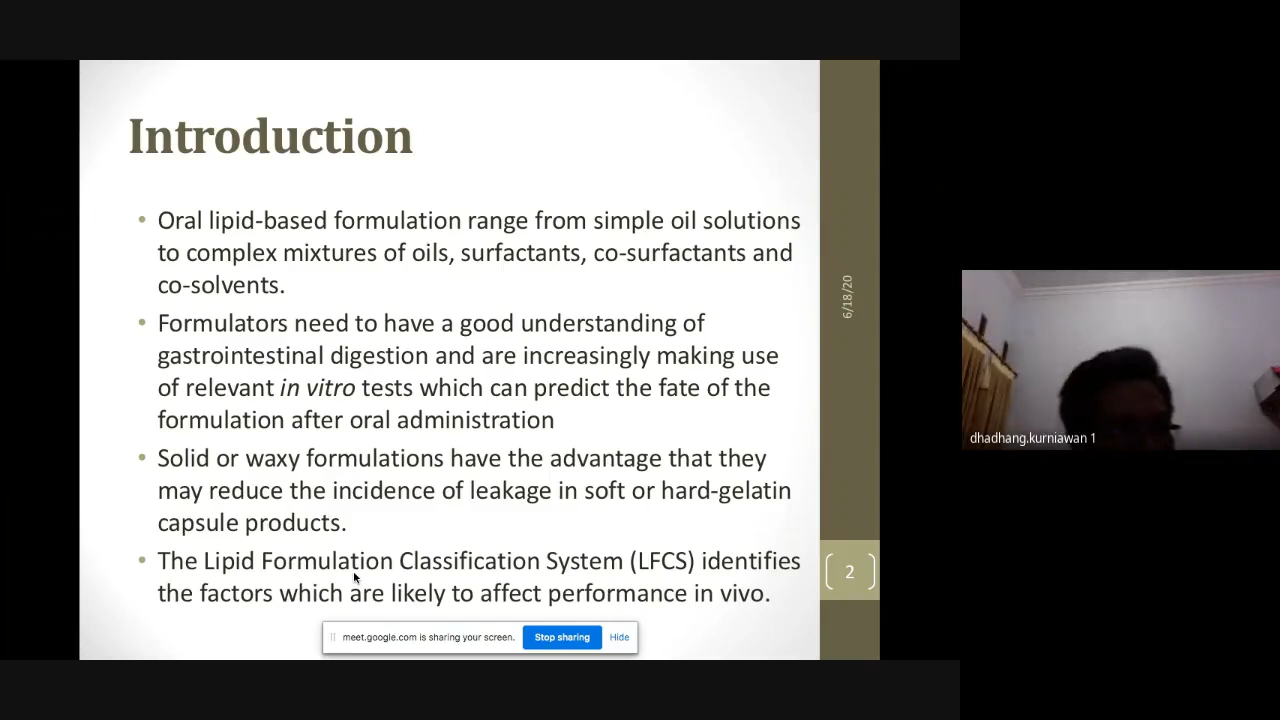 Introduction
• Oral lipid-based formulation range from simple oil solutions
to complex mixtures of oils, surfactants, co-surfactants and
co-solvents.
• Formulators need to have a good understanding of
gastrointestinal digestion and are increasingly making use
of relevant in vitro tests which can predict the fate of the
formulation after oral administration
• Solid or waxy formulations have the advantage that they
may reduce the incidence of leakage in soft or hard-gelatin
capsule products.
• The Lipid Formulation Classification System (LFCS) identifies
the factors which are likely to affect performance in vivo.
6/18/20
2
meet.google.com is sharing your screen. Stop sharing Hide
dhadhang.kurniawan 1